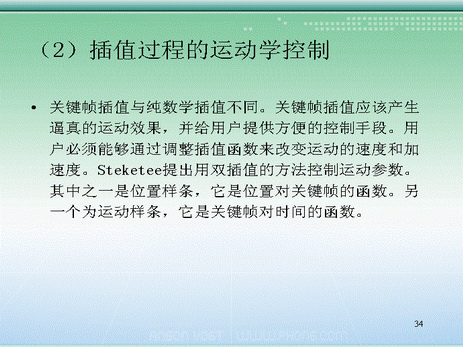 （2）插值过程的运动学控制
• 关键帧插值与纯数学插值不同。关键帧插值应该产生
逼真的运动效果，并给用户提供方便的控制手段。用
户必须能够通过调整插值函数来改变运动的速度和加
速度。Steketee提出用双插值的方法控制运动参数。
其中之一是位置样条，它是位置对关键帧的函数。另
一个为运动样条，它是关键帧对时间的函数。
34